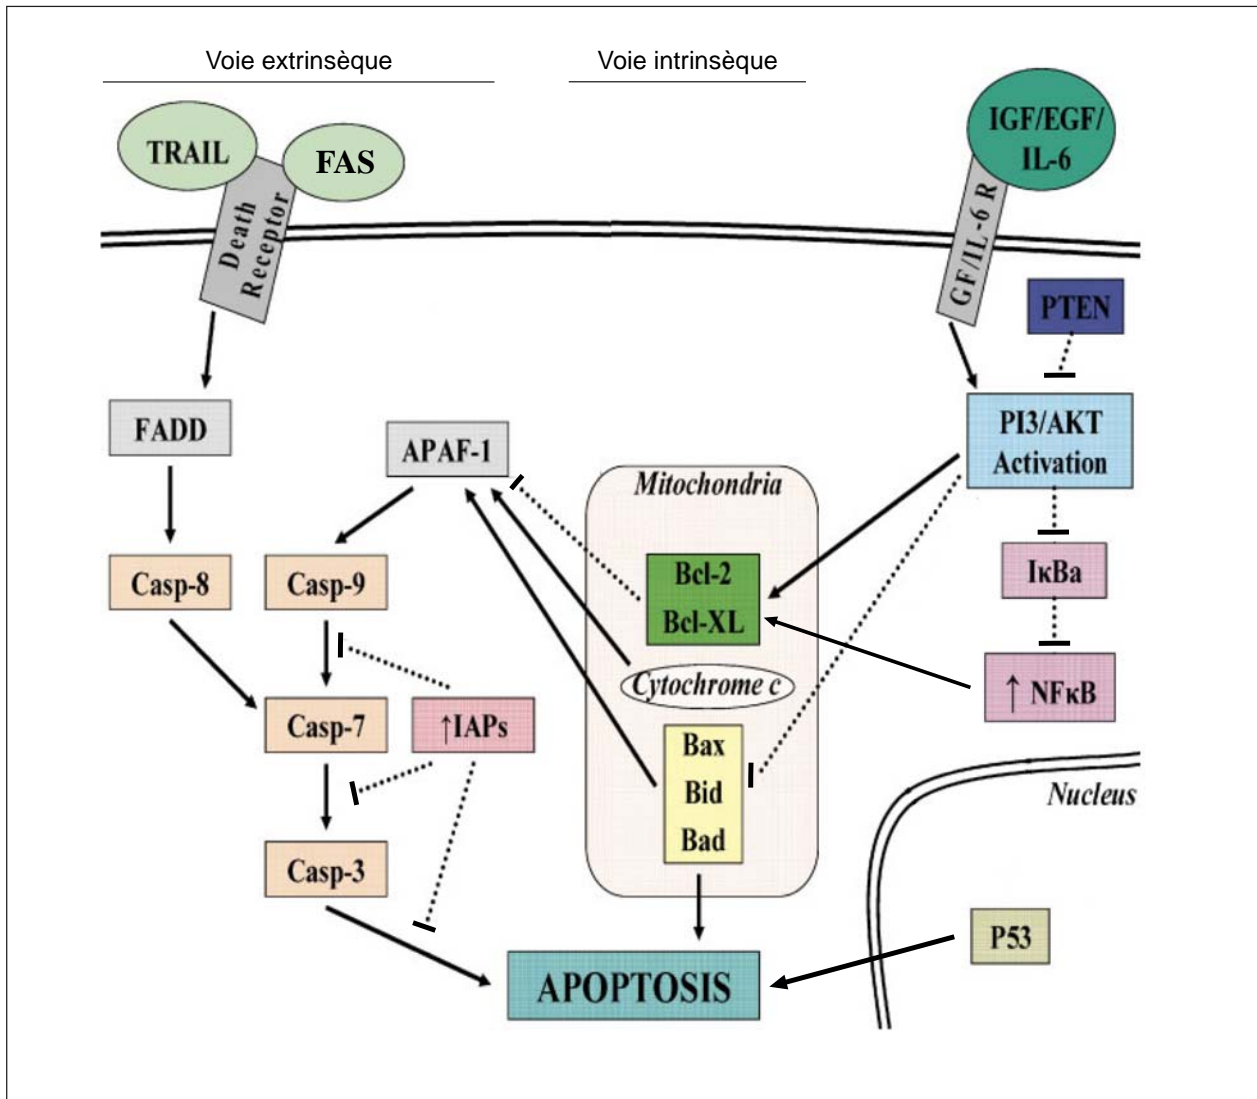 Voie extrinsèque
Voie intrinsèque
TRAIL
FAS
Death
Receptor
IGF/EGF/
IL-6
GF/IL-6 R
PTEN
FADD
APAF-1
Mitochondria
PI3/AKT
Activation
Casp-8
Casp-9
Bcl-2
Bcl-XL
IκBa
Cytochrome c
↑ NFκB
Casp-7
↑IAPs
Bax
Bid
Bad
Nucleus
Casp-3
P53
APOPTOSIS